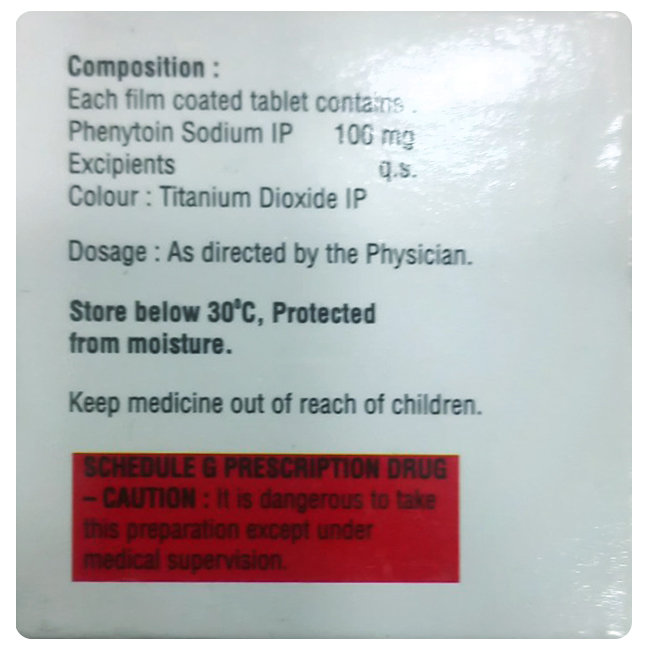 Composition :
Each film coated tablet contains .
Phenytoin Sodium IP 100 mg
Excipients q.s.
Colour : Titanium Dioxide IP
Dosage : As directed by the Physician.
Store below 30°C, Protected
from moisture.
Keep medicine out of reach of children.
SCHEDULE G PRESCRIPTION DRUG
– CAUTION : It is dangerous to take
this preparation except under
medical supervision.